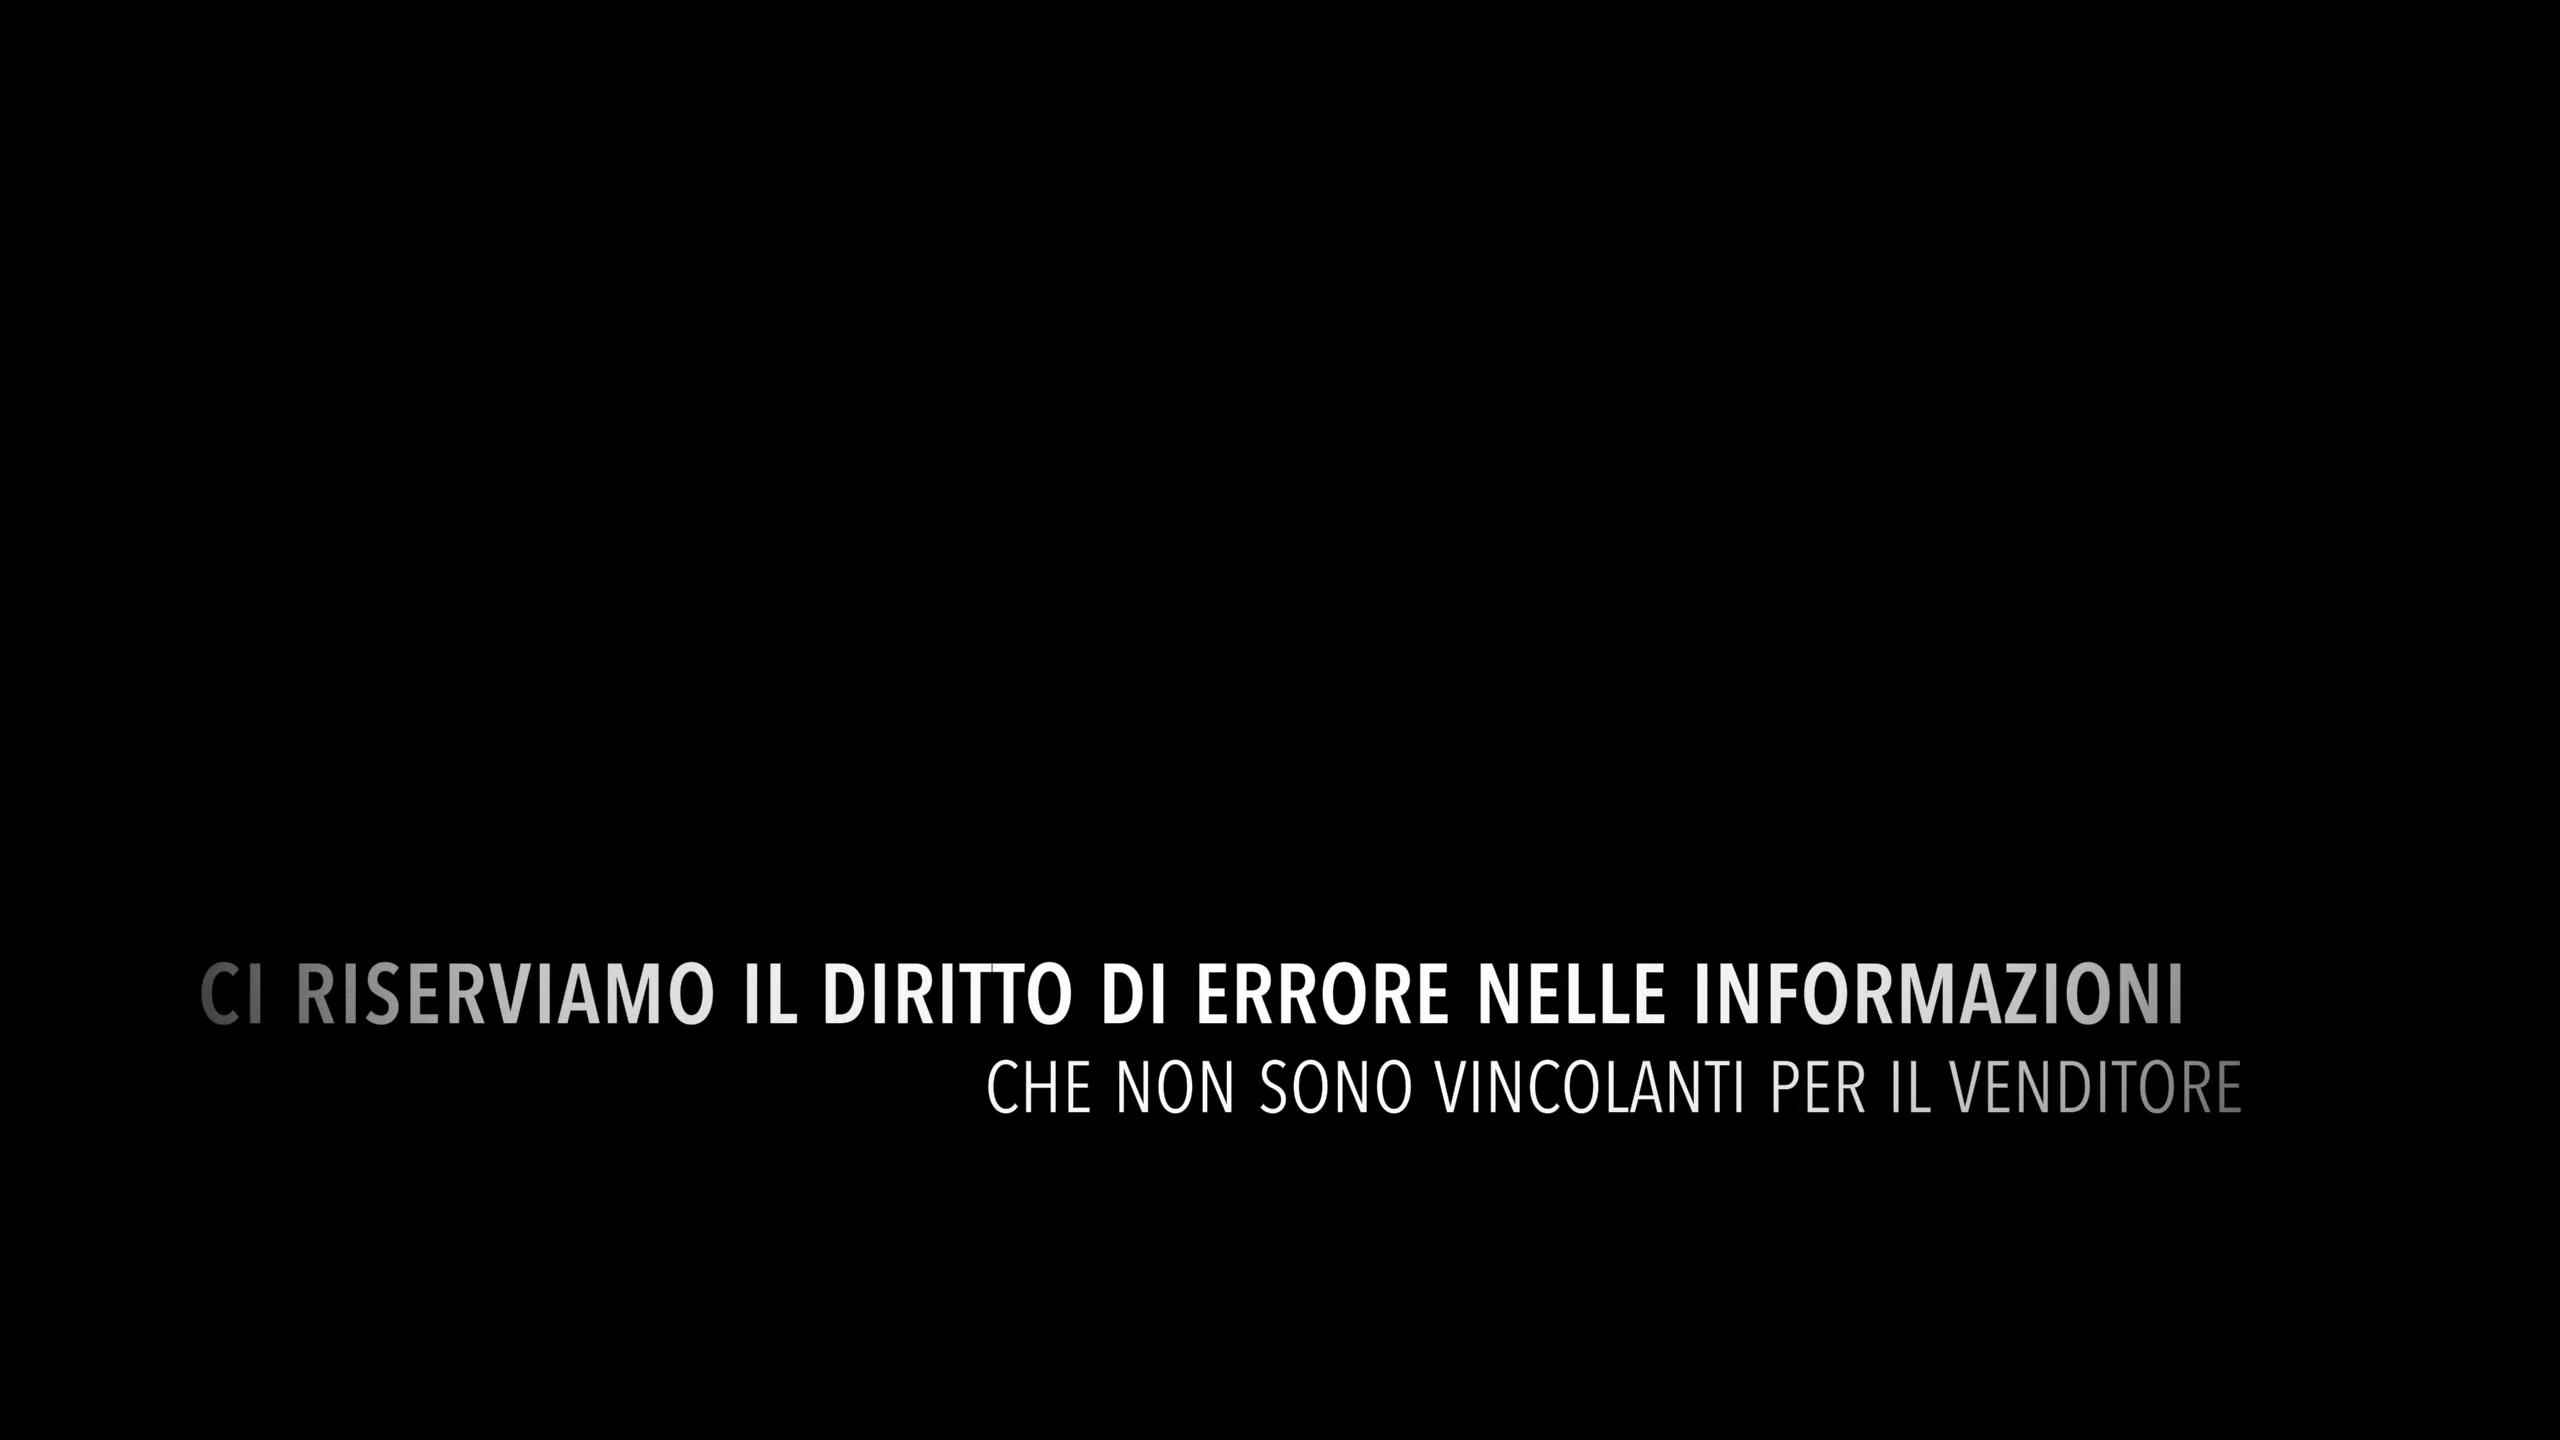 CI RISERVIAMO IL DIRITTO DI ERRORE NELLE INFORMAZIONI
CHE NON SONO VINCOLANTI PER IL VENDITORE